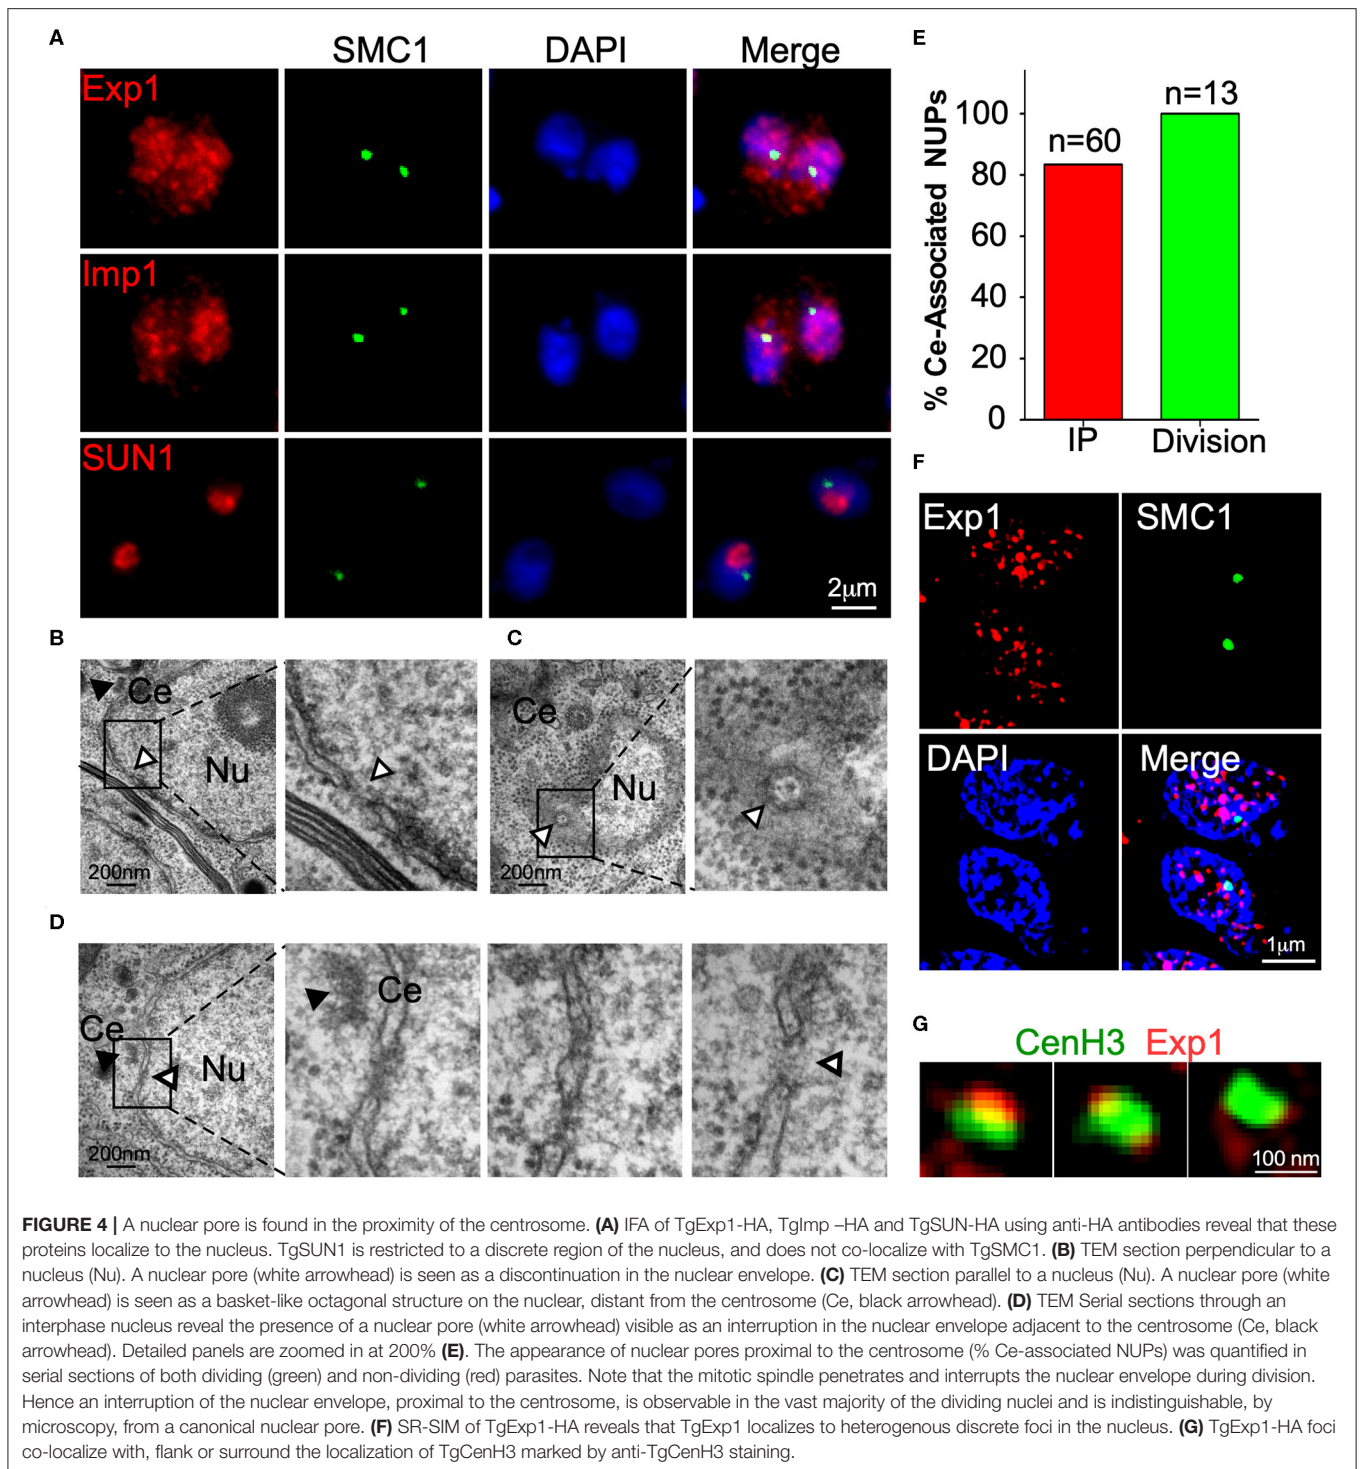 A
SMC1 DAPI Merge
Exp1
Imp1
SUN1
2μm
E
% Ce-Associated NUPs
100
80
60
40
20
0
n=60
n=13
IP Division
B
Ce
Nu
200nm
C
Ce
Nu
200nm
D
Ce
Nu
200nm
Ce
F
Exp1 SMC1
DAPI Merge
1μm
G
CenH3 Exp1
100 nm
FIGURE 4 | A nuclear pore is found in the proximity of the centrosome. (A) IFA of TgExp1-HA, TgImp –HA and TgSUN-HA using anti-HA antibodies reveal that these
proteins localize to the nucleus. TgSUN1 is restricted to a discrete region of the nucleus, and does not co-localize with TgSMC1. (B) TEM section perpendicular to a
nucleus (Nu). A nuclear pore (white arrowhead) is seen as a discontinuation in the nuclear envelope. (C) TEM section parallel to a nucleus (Nu). A nuclear pore (white
arrowhead) is seen as a basket-like octagonal structure on the nuclear, distant from the centrosome (Ce, black arrowhead). (D) TEM Serial sections through an
interphase nucleus reveal the presence of a nuclear pore (white arrowhead) visible as an interruption in the nuclear envelope adjacent to the centrosome (Ce, black
arrowhead). Detailed panels are zoomed in at 200% (E). The appearance of nuclear pores proximal to the centrosome (% Ce-associated NUPs) was quantified in
serial sections of both dividing (green) and non-dividing (red) parasites. Note that the mitotic spindle penetrates and interrupts the nuclear envelope during division.
Hence an interruption of the nuclear envelope, proximal to the centrosome, is observable in the vast majority of the dividing nuclei and is indistinguishable, by
microscopy, from a canonical nuclear pore. (F) SR-SIM of TgExp1-HA reveals that TgExp1 localizes to heterogenous discrete foci in the nucleus. (G) TgExp1-HA foci
co-localize with, flank or surround the localization of TgCenH3 marked by anti-TgCenH3 staining.